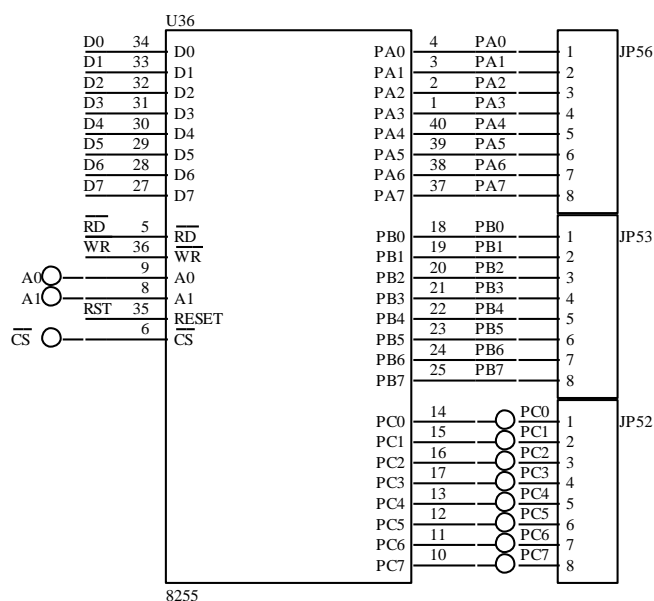 U36
D0 34 D0 PA0 4 PA0 1 JP56
D1 33 D1 PA1 3 PA1 2
D2 32 D2 PA2 2 PA2 3
D3 31 D3 PA3 1 PA3 4
D4 30 D4 PA4 40 PA4 5
D5 29 D5 PA5 39 PA5 6
D6 28 D6 PA6 38 PA6 7
D7 27 D7 PA7 37 PA7 8
RD 5 RD PB0 18 PB0 1 JP53
WR 36 WR PB1 19 PB1 2
A0 9 A0 PB2 20 PB2 3
A1 8 A1 PB3 21 PB3 4
RST 35 RESET PB4 22 PB4 5
CS 6 CS PB5 23 PB5 6
PB6 24 PB6 7
PB7 25 PB7 8
PC0 14 PC0 1 JP52
PC1 15 PC1 2
PC2 16 PC2 3
PC3 17 PC3 4
PC4 13 PC4 5
PC5 12 PC5 6
PC6 11 PC6 7
PC7 10 PC7 8
8255